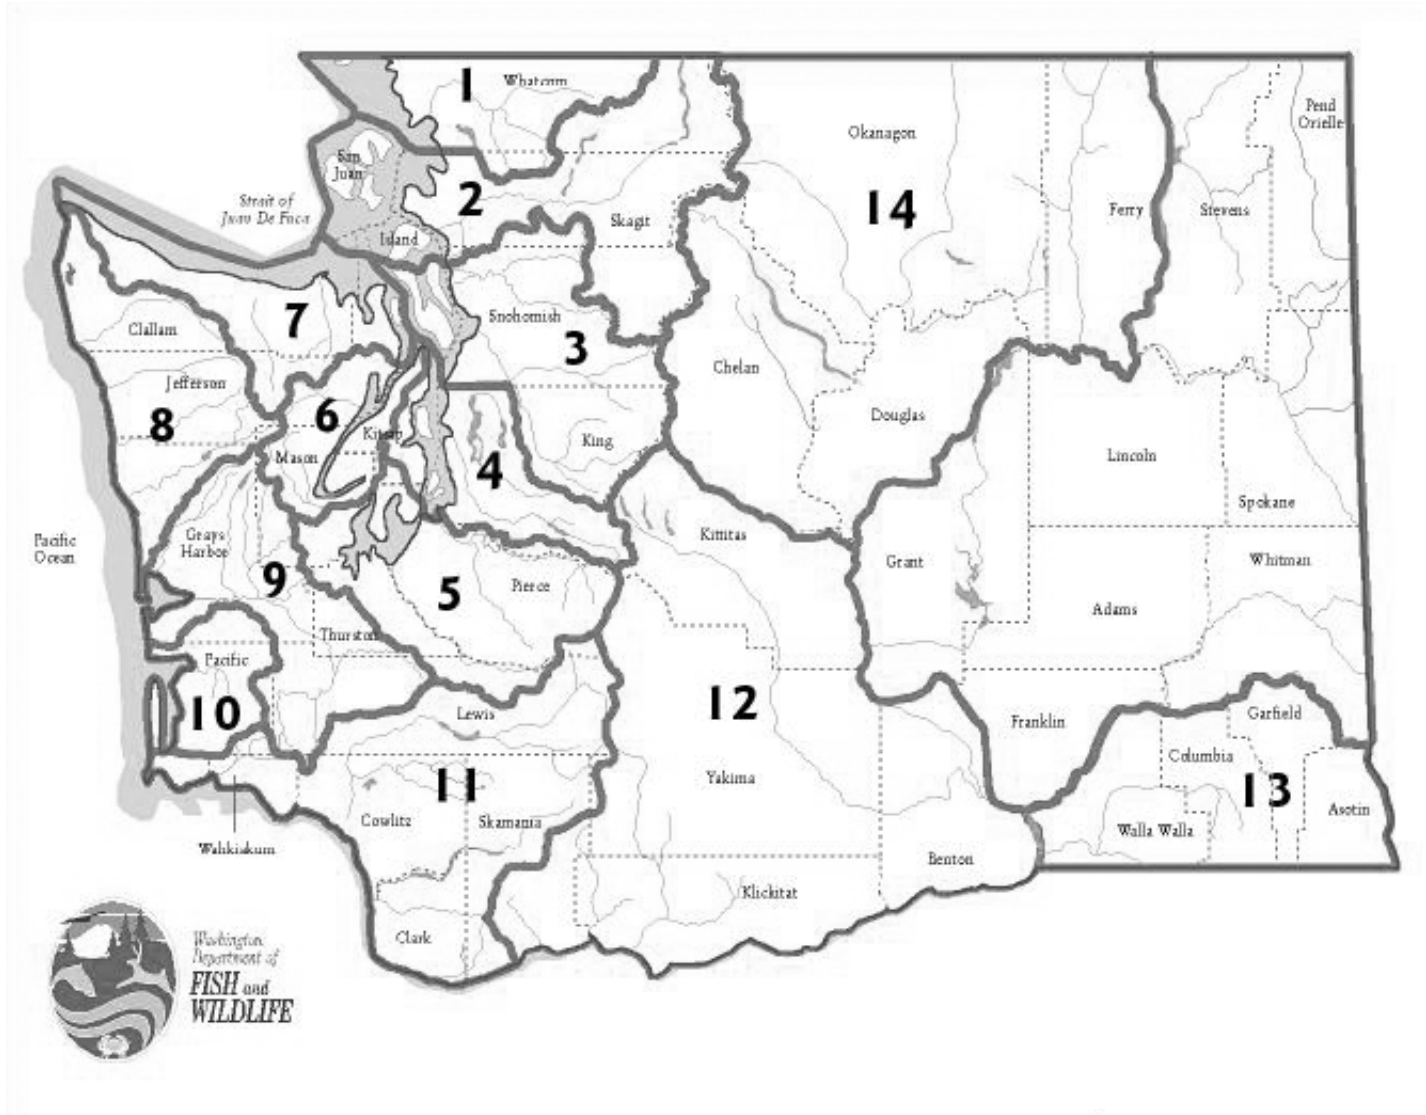 1
Whatcom
Pend
Orielle
Okanagon
San
Juan
2
14
Strait of
Juan De Fuca
Skagit
Ferry
Stevens
Island
7
Snohomish
Clallam
3
Chelan
Jefferson
8
6
Kitsap
Douglas
King
Mason
4
Lincoln
Spokane
Grays
Harbor
Pacific
Ocean
Kittitas
Grant
Whitman
9
5
Pierce
Adams
Thurston
Pacific
10
12
Lewis
Franklin
Garfield
Columbia
11
Yakima
13
Asotin
Cowlitz
Skamania
Walla Walla
Wahkiakum
Benton
Klickitat
Clark
Washington
Department of
FISH and
WILDLIFE